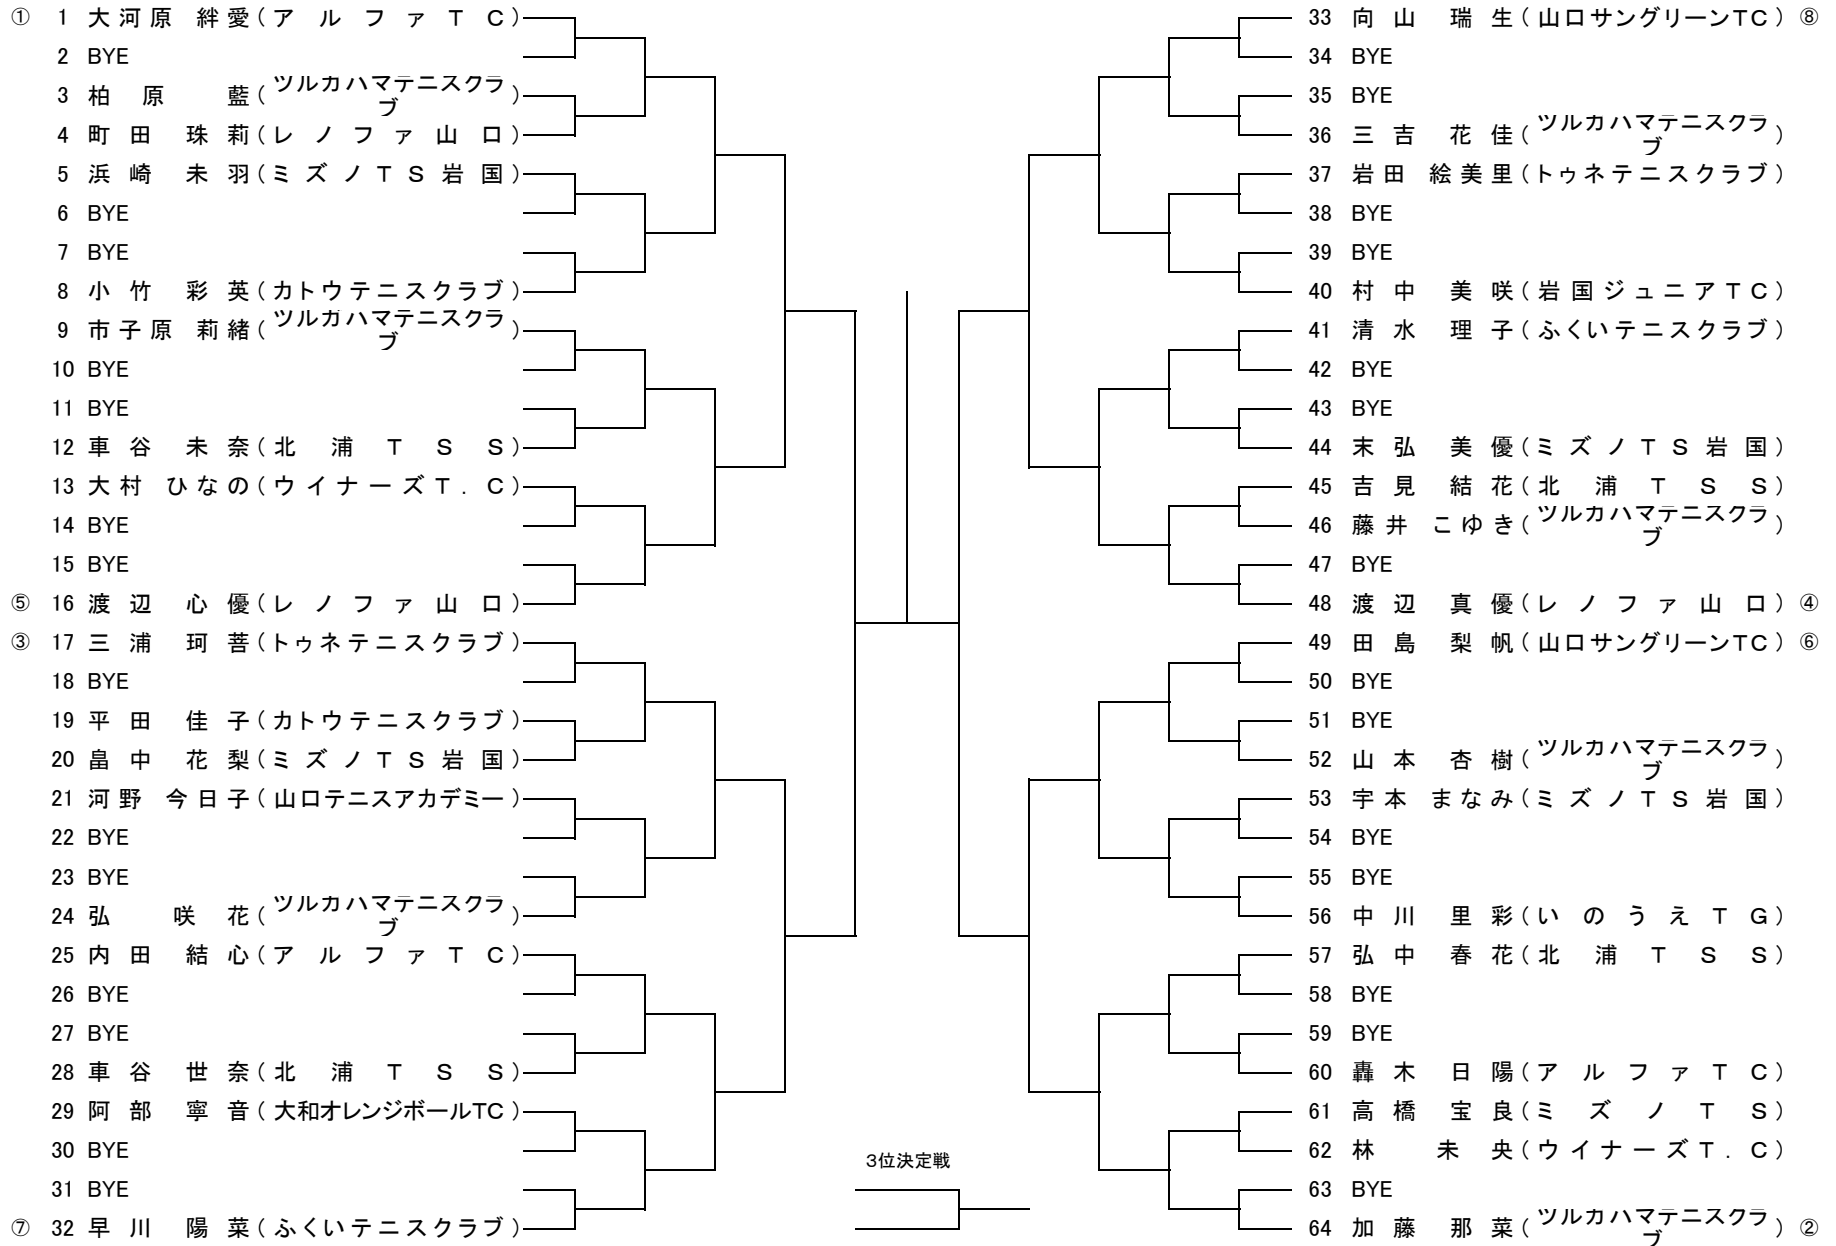 ① 1 大河原 絆愛(アルファTC)
2 BYE
3 柏原 藍(ツルガハマテニスクラブ)
4 町田 珠莉(レノファ山口)
5 浜崎 未羽(ミズノTS岩国)
6 BYE
7 BYE
8 小竹 彩英(カトウテニスクラブ)
9 市子原 莉緒(ツルガハマテニスクラブ)
10 BYE
11 BYE
12 車谷 未奈(北浦TSS)
13 大村 ひなの(ウイナーズT.C)
14 BYE
15 BYE
⑤ 16 渡辺 心優(レノファ山口)
③ 17 三浦 珂菩(トゥネテニスクラブ)
18 BYE
19 平田 佳子(カトウテニスクラブ)
20 畠中 花梨(ミズノTS岩国)
21 河野 今日子(山口テニスアカデミー)
22 BYE
23 BYE
24 弘 咲花(ツルガハマテニスクラブ)
25 内田 結心(アルファTC)
26 BYE
27 BYE
28 車谷 世奈(北浦TSS)
29 阿部 寧音(大和オレンジボールTC)
30 BYE
31 BYE
⑦ 32 早川 陽菜(ふくいテニスクラブ)
3位決定戦
33 向山 瑞生(山口サングリーンTC) ⑧
34 BYE
35 BYE
36 三吉 花佳(ツルガハマテニスクラブ)
37 岩田 絵美里(トゥネテニスクラブ)
38 BYE
39 BYE
40 村中 美咲(岩国ジュニアTC)
41 清水 理子(ふくいテニスクラブ)
42 BYE
43 BYE
44 末弘 美優(ミズノTS岩国)
45 吉見 結花(北浦TSS)
46 藤井 こゆき(ツルガハマテニスクラブ)
47 BYE
48 渡辺 真優(レノファ山口) ④
49 田島 梨帆(山口サングリーンTC) ⑥
50 BYE
51 BYE
52 山本 杏樹(ツルガハマテニスクラブ)
53 宇本 まなみ(ミズノTS岩国)
54 BYE
55 BYE
56 中川 里彩(いのうえTG)
57 弘中 春花(北浦TSS)
58 BYE
59 BYE
60 轟木 日陽(アルファTC)
61 高橋 宝良(ミズノTS)
62 林 未央(ウイナーズT.C)
63 BYE
64 加藤 那菜(ツルガハマテニスクラブ) ②